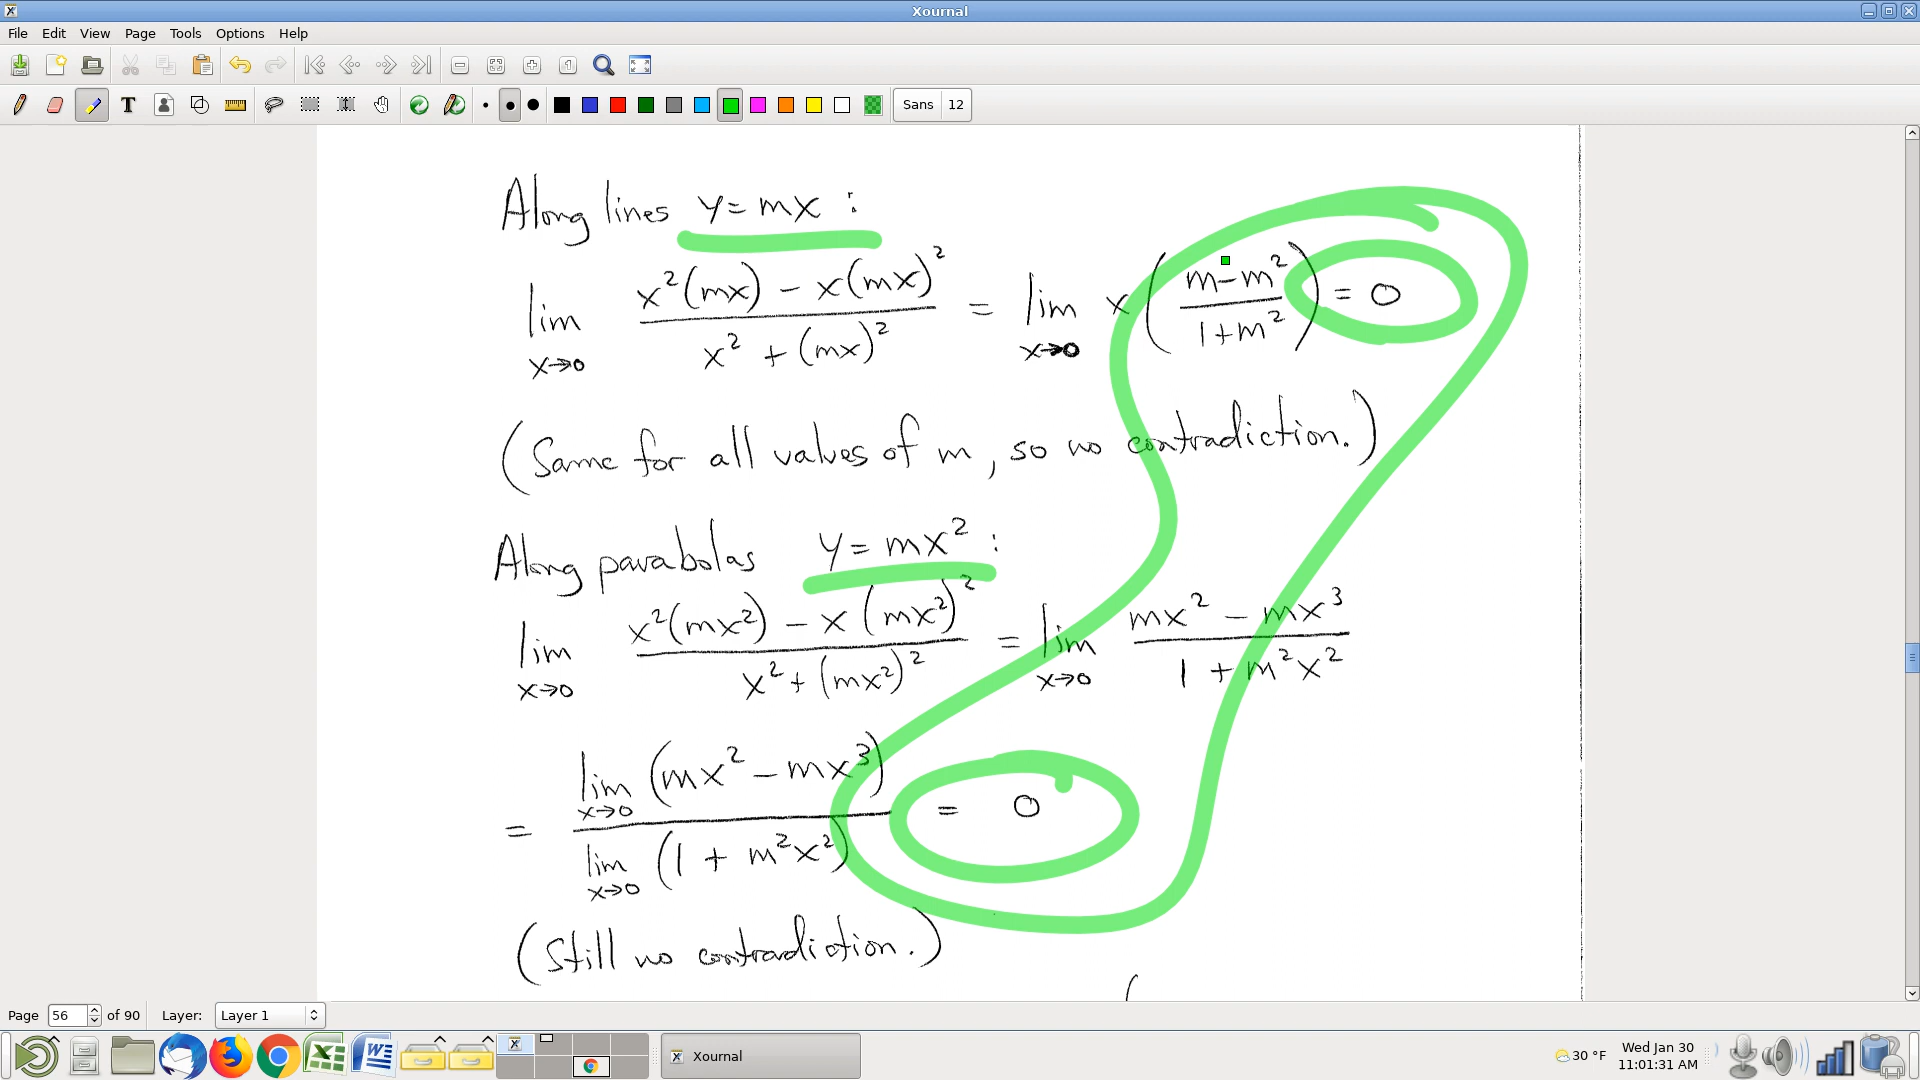 Xournal
File Edit View Page Tools Options Help
Sans 12
Along lines y = mx :
lim x→0 (x²(mx) − x(mx)²)/(x² + (mx)²) = lim x→0 x((m−m²)/(1+m²)) = 0
(Same for all values of m, so no contradiction.)
Along parabolas y = mx² :
lim x→0 (x²(mx²) − x(mx²)²)/(x² + (mx²)²) = lim x→0 (mx² − mx³)/(1 + m²x²)
= (lim x→0 (mx² − mx³))/(lim x→0 (1 + m²x²)) = 0
(Still no contradiction.)
Page 56 of 90 Layer: Layer 1
Xournal
30 °F
Wed Jan 30
11:01:31 AM